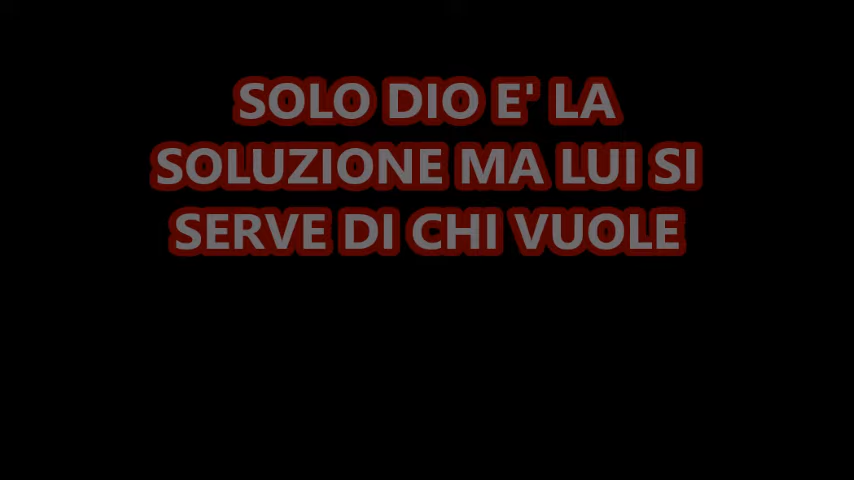 SOLO DIO E' LA
SOLUZIONE MA LUI SI
SERVE DI CHI VUOLE